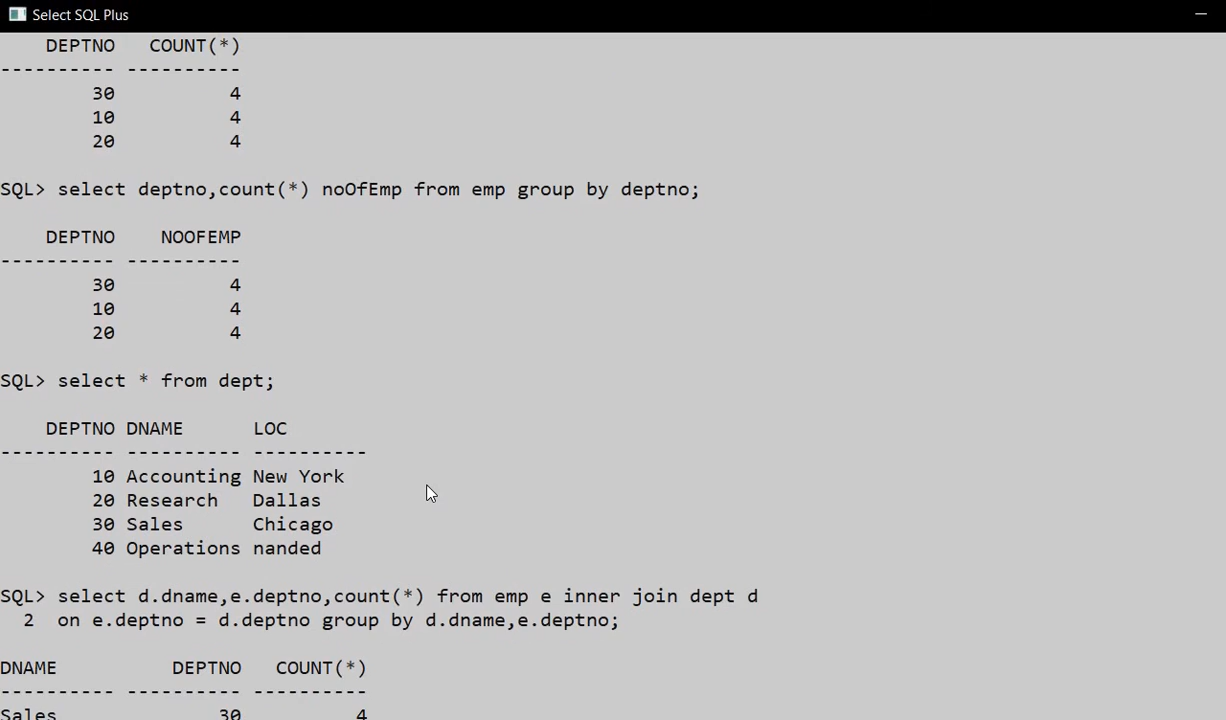 Select SQL Plus
DEPTNO COUNT(*)
---------- ----------
30 4
10 4
20 4
SQL> select deptno,count(*) noOfEmp from emp group by deptno;
DEPTNO NOOFEMP
---------- ----------
30 4
10 4
20 4
SQL> select * from dept;
DEPTNO DNAME LOC
---------- ---------- ----------
10 Accounting New York
20 Research Dallas
30 Sales Chicago
40 Operations nanded
SQL> select d.dname,e.deptno,count(*) from emp e inner join dept d
2 on e.deptno = d.deptno group by d.dname,e.deptno;
DNAME DEPTNO COUNT(*)
---------- ---------- ----------
Sales 30 4